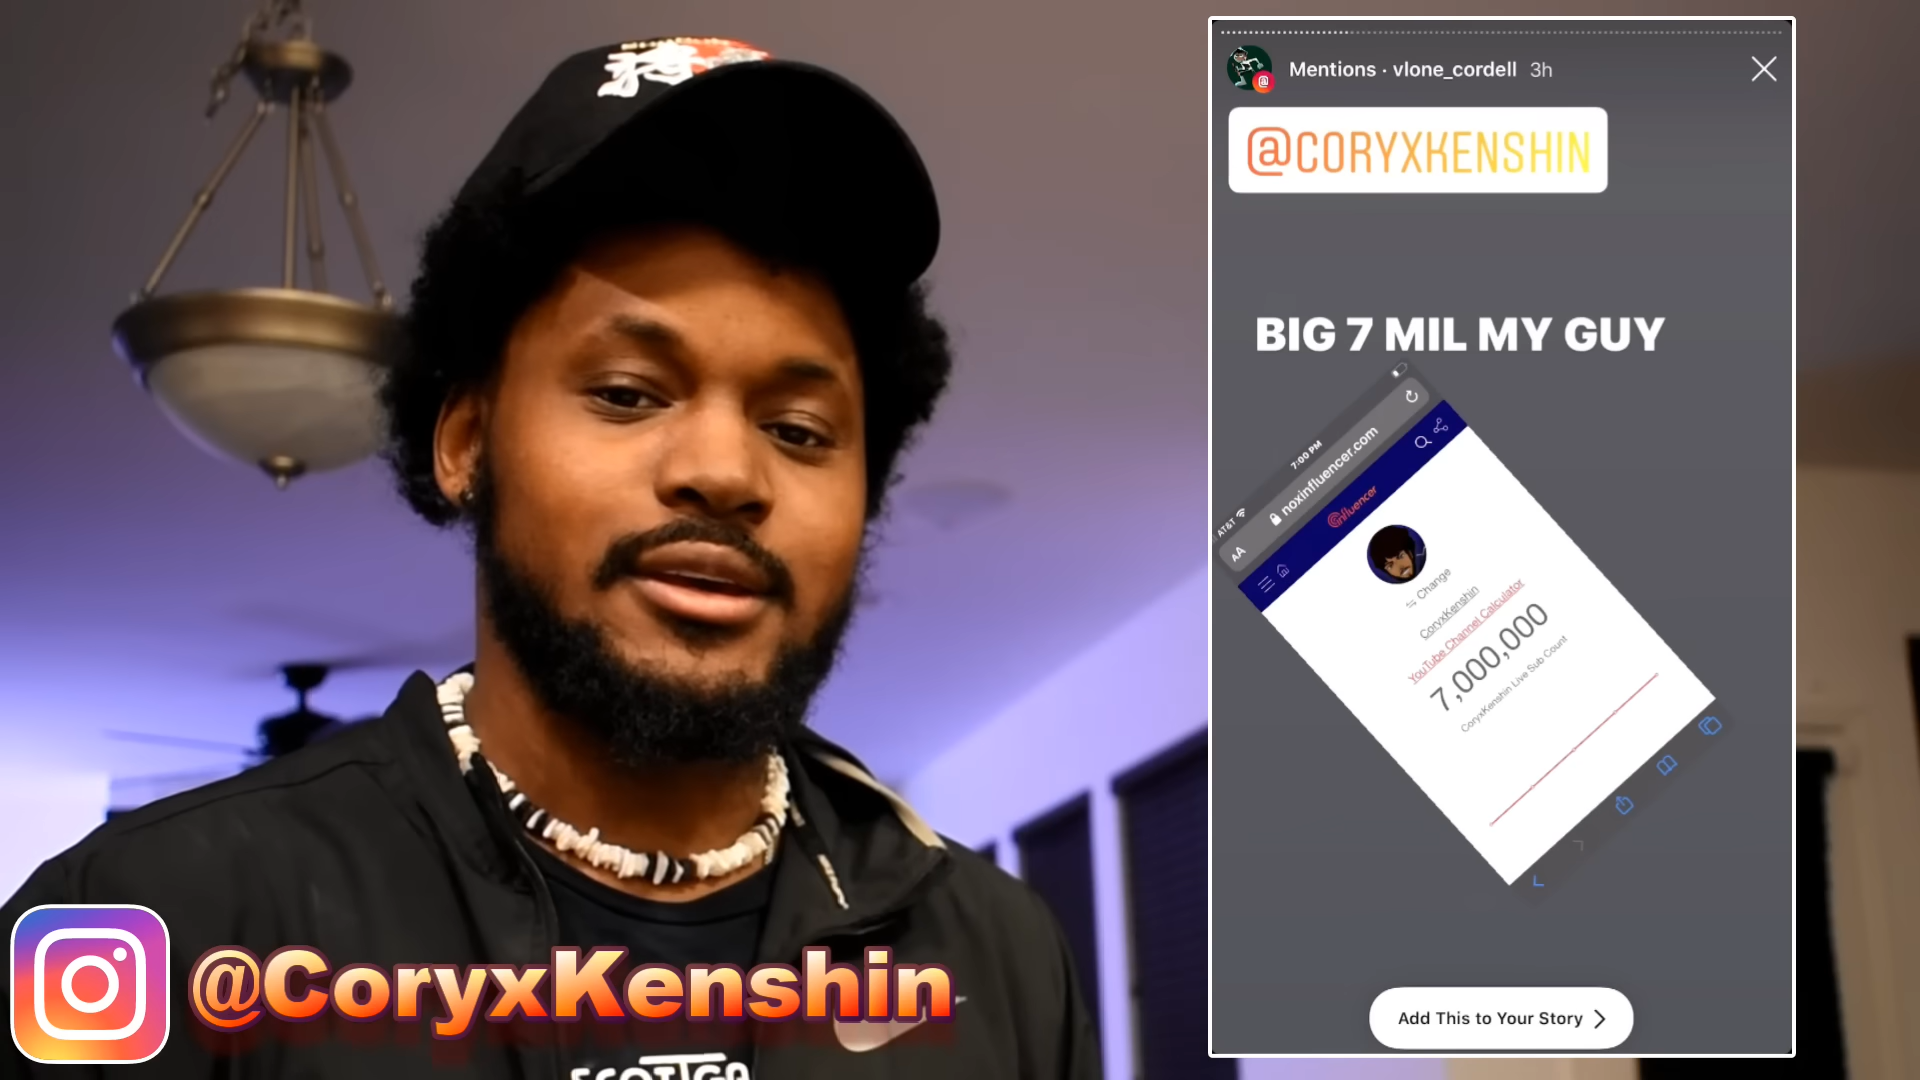 Mentions · vlone_cordell 3h
@CORYXKENSHIN
BIG 7 MIL MY GUY
AT&T
7:00 PM
AA
noxinfluencer.com
influencer
Change
CoryxKenshin
YouTube Channel Calculator
7,000,000
CoryxKenshin Live Sub Count
Add This to Your Story
@CoryxKenshin